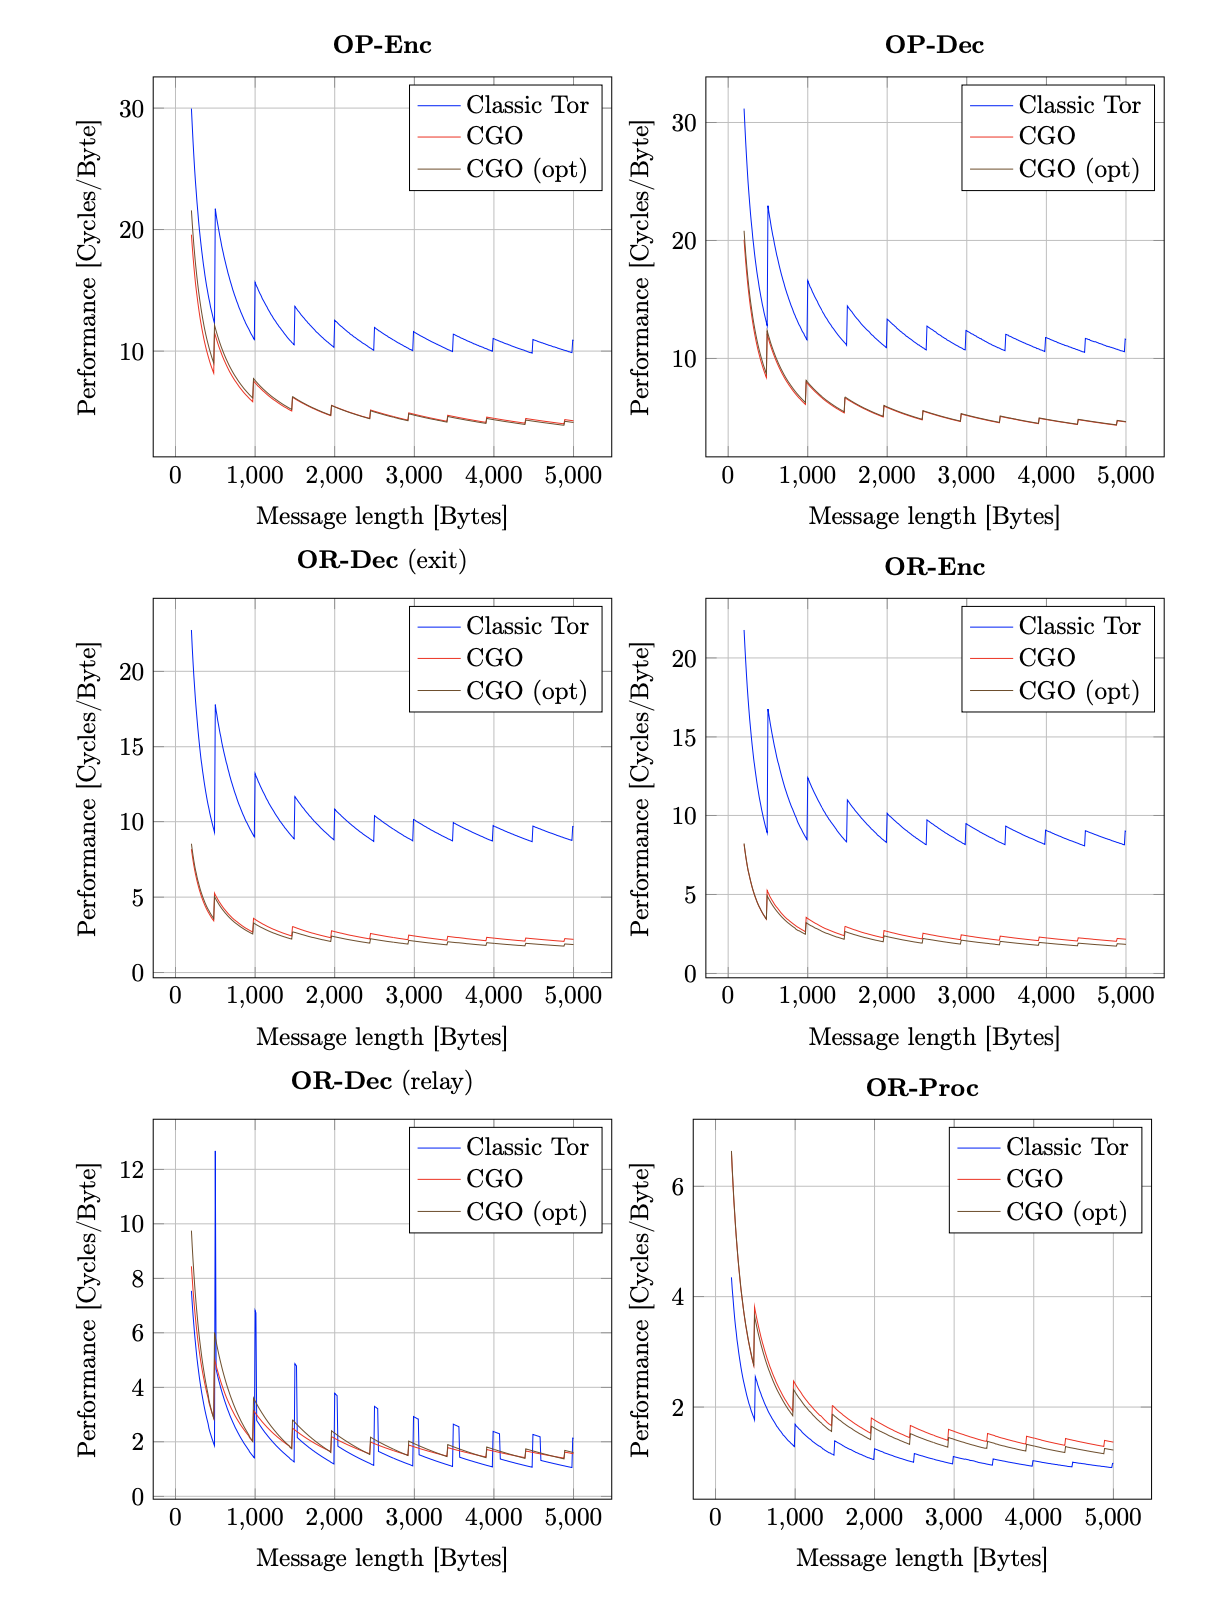 OP-Enc
Performance [Cycles/Byte]
30
20
10
Classic Tor
CGO
CGO (opt)
0 1,000 2,000 3,000 4,000 5,000
Message length [Bytes]
OP-Dec
Performance [Cycles/Byte]
30
20
10
Classic Tor
CGO
CGO (opt)
0 1,000 2,000 3,000 4,000 5,000
Message length [Bytes]
OR-Dec (exit)
Performance [Cycles/Byte]
20
15
10
5
0
Classic Tor
CGO
CGO (opt)
0 1,000 2,000 3,000 4,000 5,000
Message length [Bytes]
OR-Enc
Performance [Cycles/Byte]
20
15
10
5
0
Classic Tor
CGO
CGO (opt)
0 1,000 2,000 3,000 4,000 5,000
Message length [Bytes]
OR-Dec (relay)
Performance [Cycles/Byte]
12
10
8
6
4
2
0
Classic Tor
CGO
CGO (opt)
0 1,000 2,000 3,000 4,000 5,000
Message length [Bytes]
OR-Proc
Performance [Cycles/Byte]
6
4
2
Classic Tor
CGO
CGO (opt)
0 1,000 2,000 3,000 4,000 5,000
Message length [Bytes]